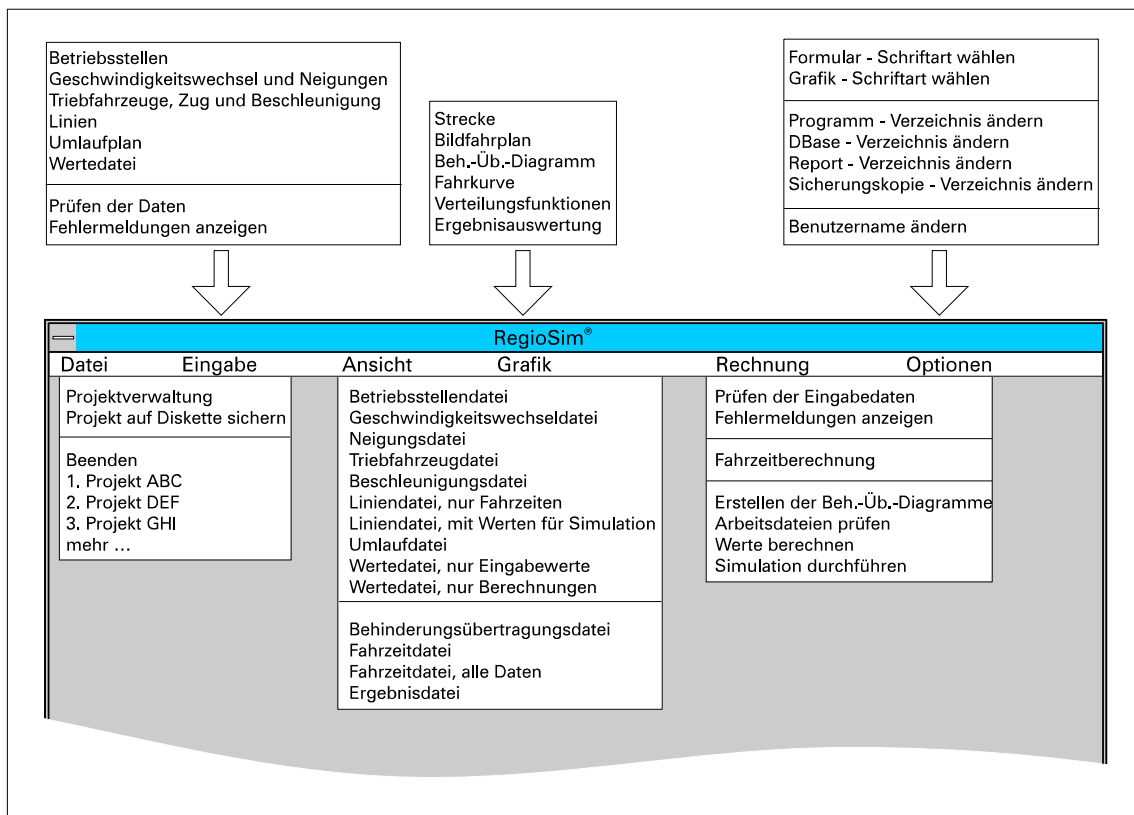 Betriebsstellen
Geschwindigkeitswechsel und Neigungen
Triebfahrzeuge, Zug und Beschleunigung
Linien
Umlaufplan
Wertedatei
Prüfen der Daten
Fehlermeldungen anzeigen
Strecke
Bildfahrplan
Beh.-Üb.-Diagramm
Fahrkurve
Verteilungsfunktionen
Ergebnisauswertung
Formular - Schriftart wählen
Grafik - Schriftart wählen
Programm - Verzeichnis ändern
DBase - Verzeichnis ändern
Report - Verzeichnis ändern
Sicherungskopie - Verzeichnis ändern
Benutzername ändern
RegioSim®
Datei Eingabe Ansicht Grafik Rechnung Optionen
Projektverwaltung
Projekt auf Diskette sichern
Beenden
1. Projekt ABC
2. Projekt DEF
3. Projekt GHI
mehr ...
Betriebsstellendatei
Geschwindigkeitswechseldatei
Neigungsdatei
Triebfahrzeugdatei
Beschleunigungsdatei
Liniendatei, nur Fahrzeiten
Liniendatei, mit Werten für Simulation
Umlaufdatei
Wertedatei, nur Eingabewerte
Wertedatei, nur Berechnungen
Behinderungsübertragungsdatei
Fahrzeitdatei
Fahrzeitdatei, alle Daten
Ergebnisdatei
Prüfen der Eingabedaten
Fehlermeldungen anzeigen
Fahrzeitberechnung
Erstellen der Beh.-Üb.-Diagramme
Arbeitsdateien prüfen
Werte berechnen
Simulation durchführen